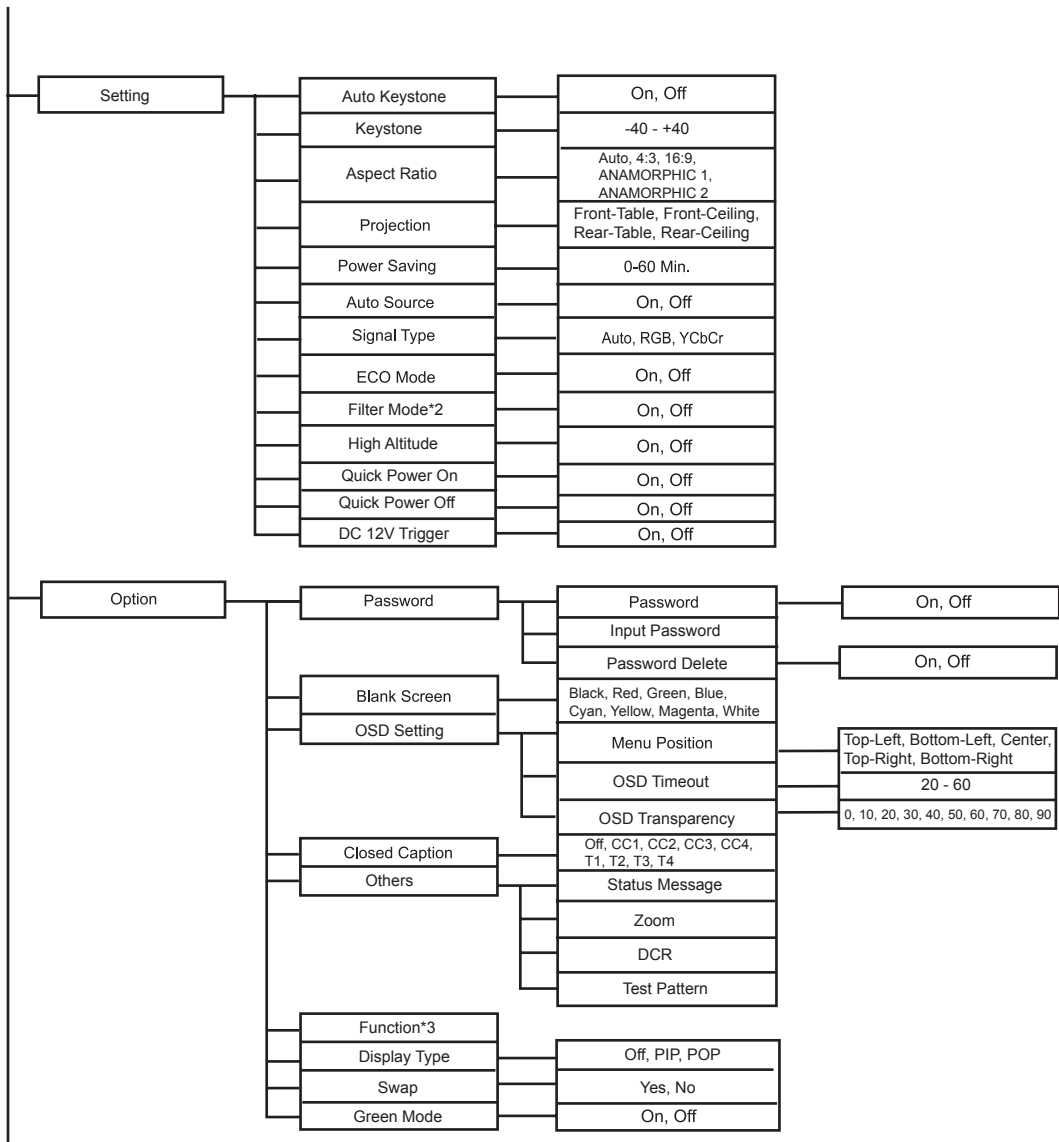 Setting
Auto Keystone
On, Off
Keystone
-40 - +40
Aspect Ratio
Auto, 4:3, 16:9,
ANAMORPHIC 1,
ANAMORPHIC 2
Projection
Front-Table, Front-Ceiling,
Rear-Table, Rear-Ceiling
Power Saving
0-60 Min.
Auto Source
On, Off
Signal Type
Auto, RGB, YCbCr
ECO Mode
On, Off
Filter Mode*2
On, Off
High Altitude
On, Off
Quick Power On
On, Off
Quick Power Off
On, Off
DC 12V Trigger
On, Off
Option
Password
Password
On, Off
Input Password
Password Delete
On, Off
Blank Screen
Black, Red, Green, Blue,
Cyan, Yellow, Magenta, White
OSD Setting
Menu Position
Top-Left, Bottom-Left, Center,
Top-Right, Bottom-Right
OSD Timeout
20 - 60
OSD Transparency
0, 10, 20, 30, 40, 50, 60, 70, 80, 90
Closed Caption
Off, CC1, CC2, CC3, CC4,
T1, T2, T3, T4
Others
Status Message
Zoom
DCR
Test Pattern
Function*3
Display Type
Off, PIP, POP
Swap
Yes, No
Green Mode
On, Off